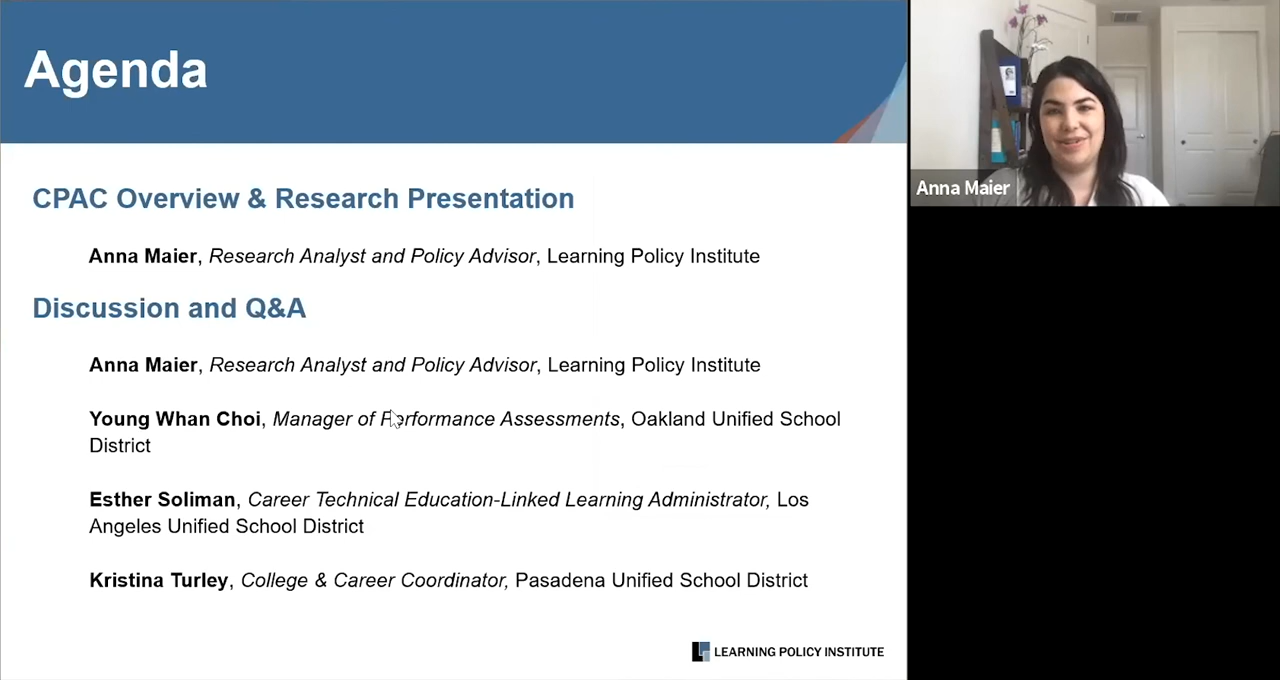 Agenda
CPAC Overview & Research Presentation
Anna Maier, Research Analyst and Policy Advisor, Learning Policy Institute
Discussion and Q&A
Anna Maier, Research Analyst and Policy Advisor, Learning Policy Institute
Young Whan Choi, Manager of Performance Assessments, Oakland Unified School
District
Esther Soliman, Career Technical Education-Linked Learning Administrator, Los
Angeles Unified School District
Kristina Turley, College & Career Coordinator, Pasadena Unified School District
LEARNING POLICY INSTITUTE
Anna Maier